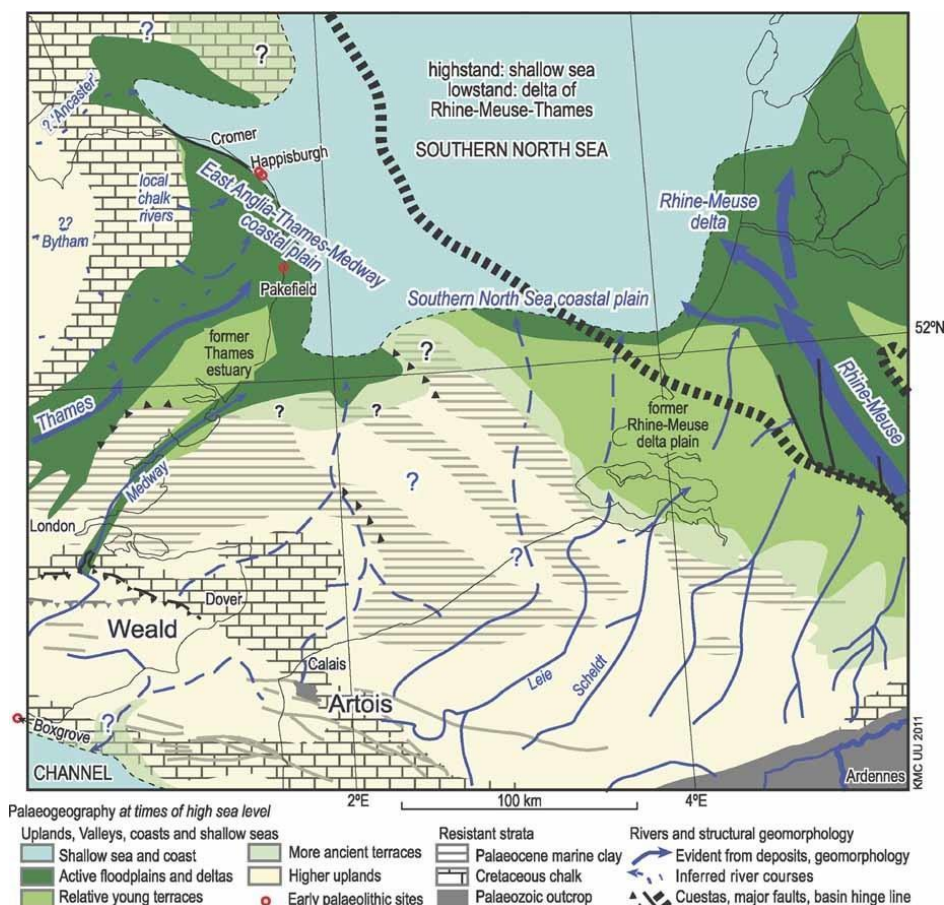 ?
?
highstand: shallow sea
lowstand: delta of
Rhine-Meuse-Thames
SOUTHERN NORTH SEA
? 'Ancaster'
Cromer
Happisburgh
local
chalk
rivers
East Anglia-Thames-Medway
coastal plain
??
Bytham
Rhine-Meuse
delta
Pakefield
Southern North Sea coastal plain
52°N
former
Thames
estuary
?
Thames
Rhine-Meuse
former
Rhine-Meuse
delta plain
?
?
Medway
?
London
?
Dover
Weald
Calais
Leie
Scheldt
Artois
?
Boxgrove
CHANNEL
Ardennes
KMC UU 2011
2°E
100 km
4°E
Palaeogeography at times of high sea level
Uplands, Valleys, coasts and shallow seas
Shallow sea and coast
Active floodplains and deltas
Relative young terraces
More ancient terraces
Higher uplands
Early palaeolithic sites
Resistant strata
Palaeocene marine clay
Cretaceous chalk
Palaeozoic outcrop
Rivers and structural geomorphology
Evident from deposits, geomorphology
Inferred river courses
Cuestas, major faults, basin hinge line